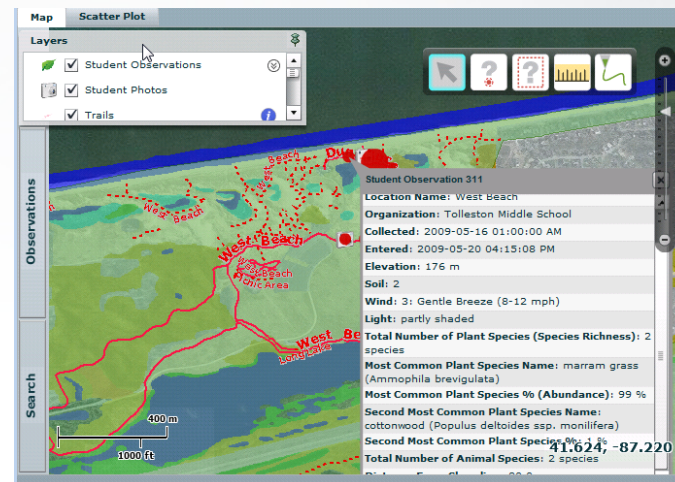 Map Scatter Plot
Layers
Student Observations
Student Photos
Trails
Observations
Search
West Beach
West Beach
West Beach
West Beach
Picnic Area
Long Lake
400 m
1000 ft
Student Observation 311
Location Name: West Beach
Organization: Tolleston Middle School
Collected: 2009-05-16 01:00:00 AM
Entered: 2009-05-20 04:15:08 PM
Elevation: 176 m
Soil: 2
Wind: 3: Gentle Breeze (8-12 mph)
Light: partly shaded
Total Number of Plant Species (Species Richness): 2
species
Most Common Plant Species Name: marram grass
(Ammophila brevigulata)
Most Common Plant Species % (Abundance): 99 %
Second Most Common Plant Species Name:
cottonwood (Populus deltoides ssp. monilifera)
Second Most Common Plant Species %: 1 %
41.624, -87.220
Total Number of Animal Species: 2 species